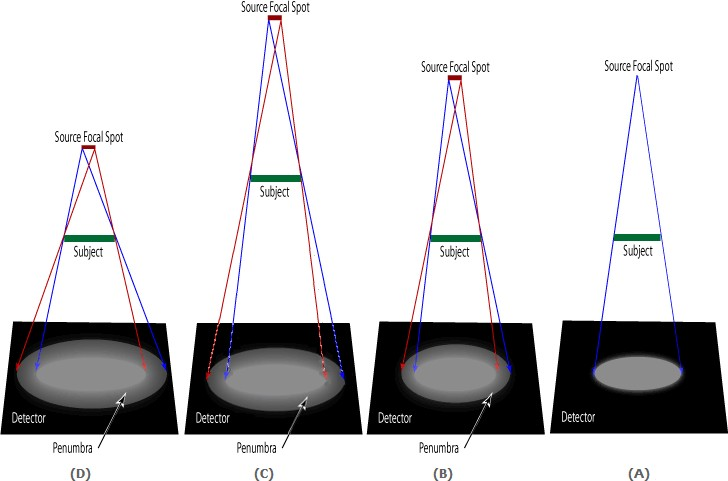 Source Focal Spot
Source Focal Spot
Source Focal Spot
Source Focal Spot
Subject
Subject
Subject
Subject
Detector
Detector
Detector
Detector
Penumbra
Penumbra
Penumbra
(D)
(C)
(B)
(A)